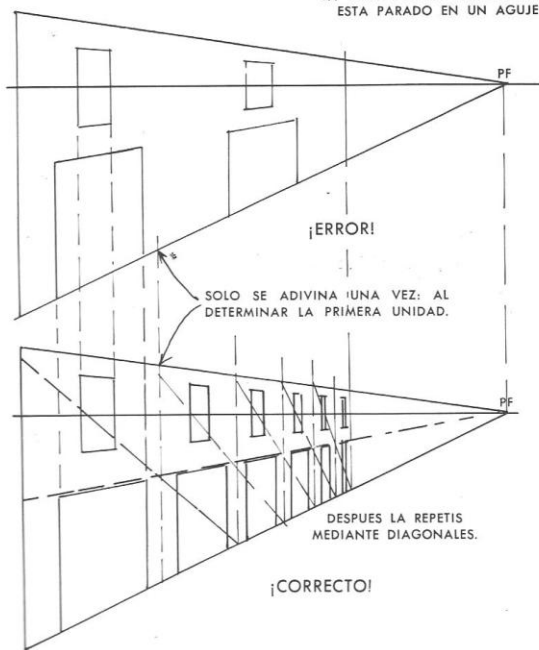 ESTA PARADO EN UN AGUJE
PF
¡ERROR!
SOLO SE ADIVINA UNA VEZ: AL
DETERMINAR LA PRIMERA UNIDAD.
PF
DESPUES LA REPETIS
MEDIANTE DIAGONALES.
¡CORRECTO!